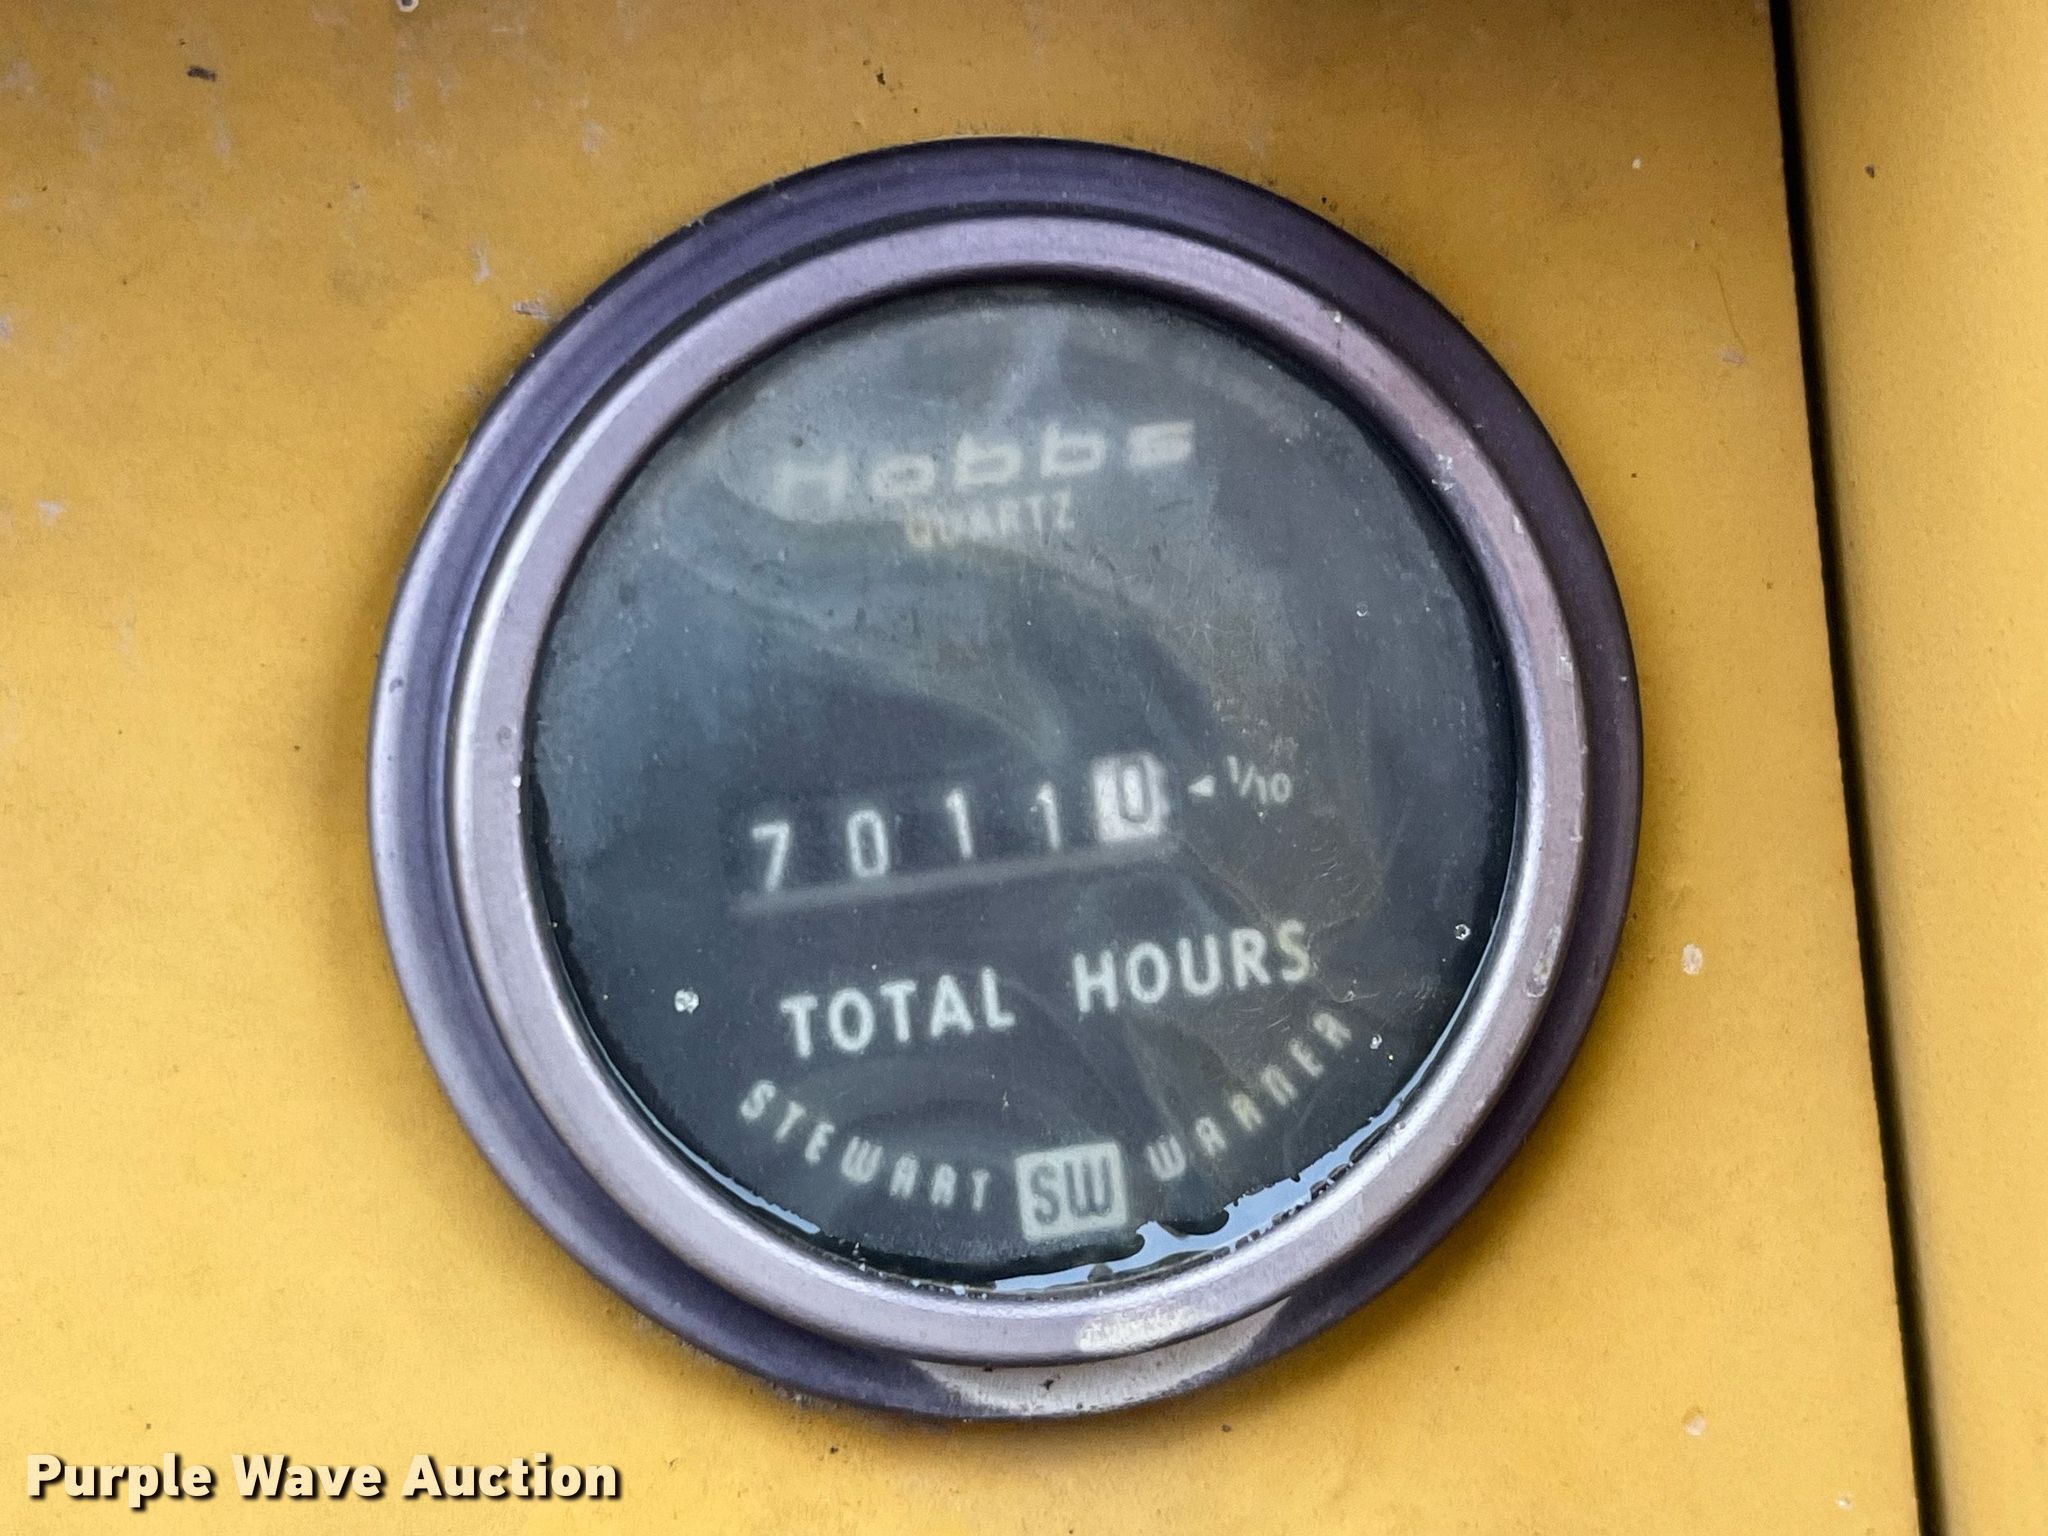 Hobbs
QUARTZ
70110 ◄ 1/10
TOTAL HOURS
STEWART SW WARNER
Purple Wave Auction